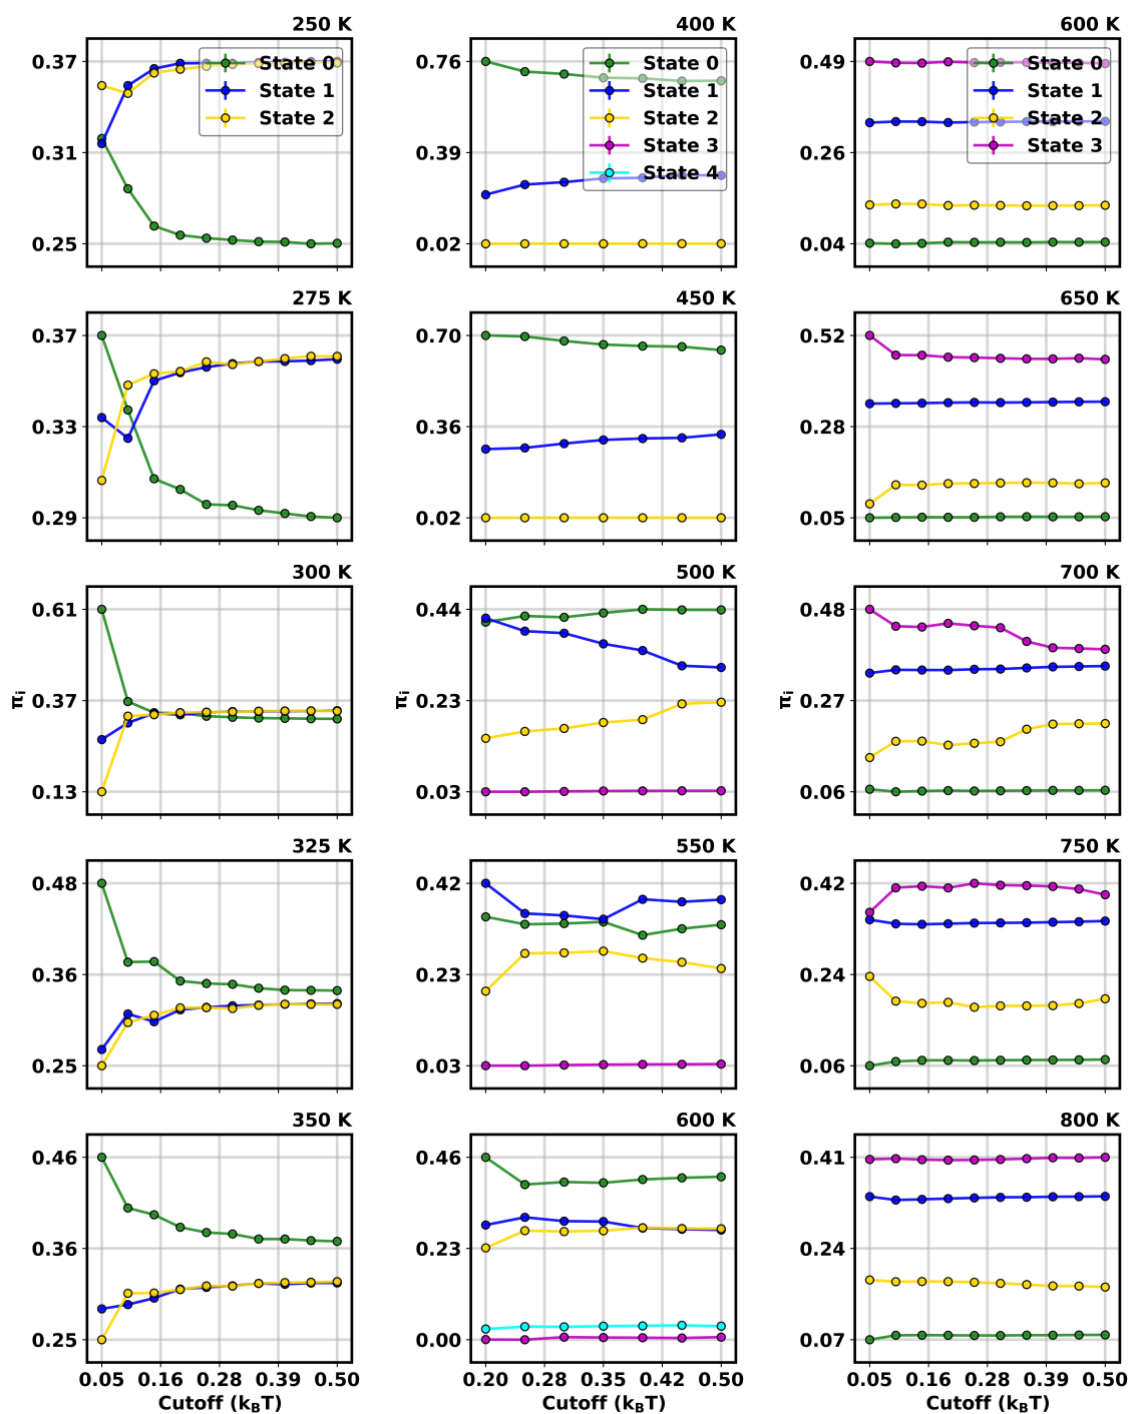 250 K
0.37
0.31
0.25
State 0
State 1
State 2
400 K
0.76
0.39
0.02
State 0
State 1
State 2
State 3
State 4
600 K
0.49
0.26
0.04
State 0
State 1
State 2
State 3
275 K
0.37
0.33
0.29
450 K
0.70
0.36
0.02
650 K
0.52
0.28
0.05
300 K
0.61
0.37
0.13
πi
500 K
0.44
0.23
0.03
πi
700 K
0.48
0.27
0.06
πi
325 K
0.48
0.36
0.25
550 K
0.42
0.23
0.03
750 K
0.42
0.24
0.06
350 K
0.46
0.36
0.25
0.05 0.16 0.28 0.39 0.50
Cutoff (kBT)
600 K
0.46
0.23
0.00
0.20 0.28 0.35 0.42 0.50
Cutoff (kBT)
800 K
0.41
0.24
0.07
0.05 0.16 0.28 0.39 0.50
Cutoff (kBT)